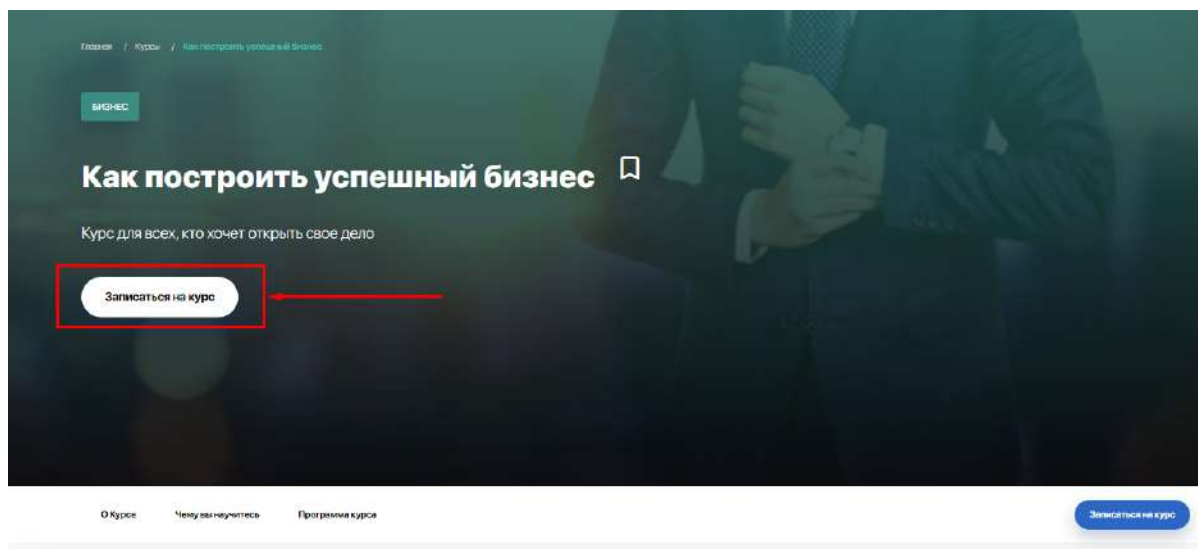 Главная / Курсы / Как построить успешный бизнес
БИЗНЕС
Как построить успешный бизнес
Курс для всех, кто хочет открыть свое дело
Записаться на курс
О Курсе Чему вы научитесь Программа курса Записаться на курс